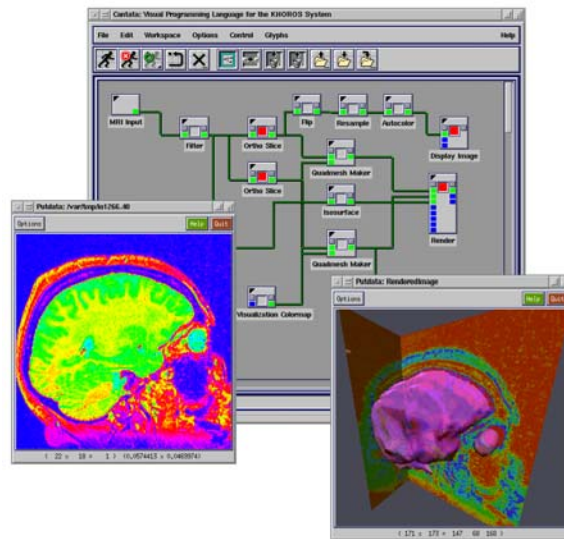 Cantata: Visual Programming Language for the KHOROS System
File Edit Workspace Options Control Glyphs Help
MRI Input
Filter
Ortho Slice
Flip
Resample
Autocolor
Display Image
Ortho Slice
Quadmesh Maker
Isosurface
Render
Quadmesh Maker
Visualization Colormap
Options Help Quit
Putdata: RenderedImage
Options Help Quit